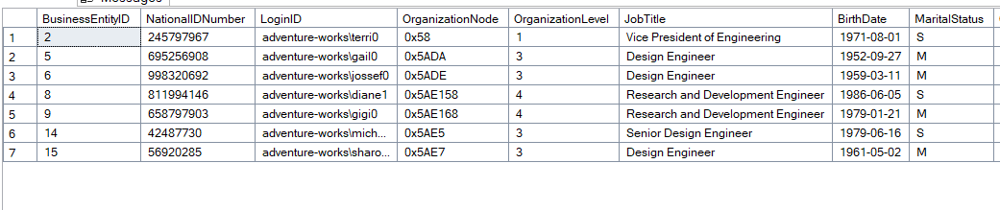 Messages
BusinessEntityID NationalIDNumber LoginID OrganizationNode OrganizationLevel JobTitle BirthDate MaritalStatus
1 2 245797967 adventure-works\terri0 0x58 1 Vice President of Engineering 1971-08-01 S
2 5 695256908 adventure-works\gail0 0x5ADA 3 Design Engineer 1952-09-27 M
3 6 998320692 adventure-works\jossef0 0x5ADE 3 Design Engineer 1959-03-11 M
4 8 811994146 adventure-works\diane1 0x5AE158 4 Research and Development Engineer 1986-06-05 S
5 9 658797903 adventure-works\gigi0 0x5AE168 4 Research and Development Engineer 1979-01-21 M
6 14 42487730 adventure-works\mich... 0x5AE5 3 Senior Design Engineer 1979-06-16 S
7 15 56920285 adventure-works\sharo... 0x5AE7 3 Design Engineer 1961-05-02 M